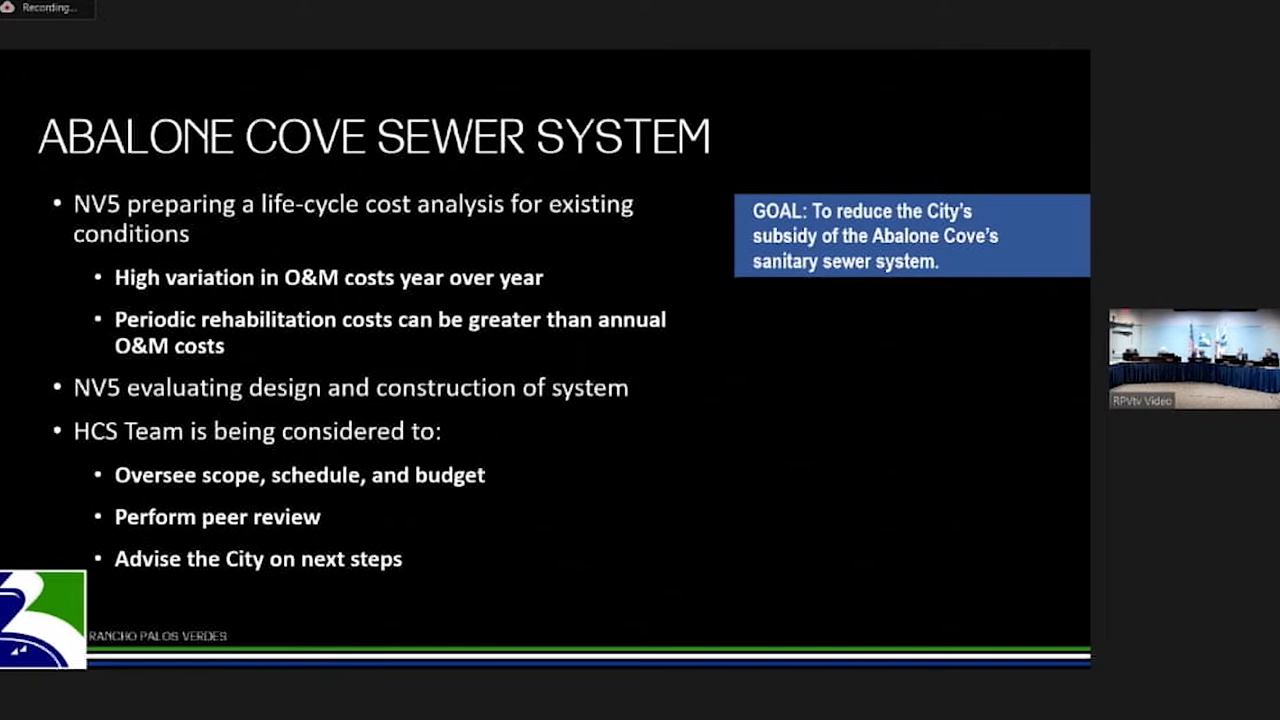 Recording...
ABALONE COVE SEWER SYSTEM
• NV5 preparing a life-cycle cost analysis for existing
conditions
• High variation in O&M costs year over year
• Periodic rehabilitation costs can be greater than annual
O&M costs
• NV5 evaluating design and construction of system
• HCS Team is being considered to:
• Oversee scope, schedule, and budget
• Perform peer review
• Advise the City on next steps
GOAL: To reduce the City's
subsidy of the Abalone Cove's
sanitary sewer system.
RPVtv Video
RANCHO PALOS VERDES